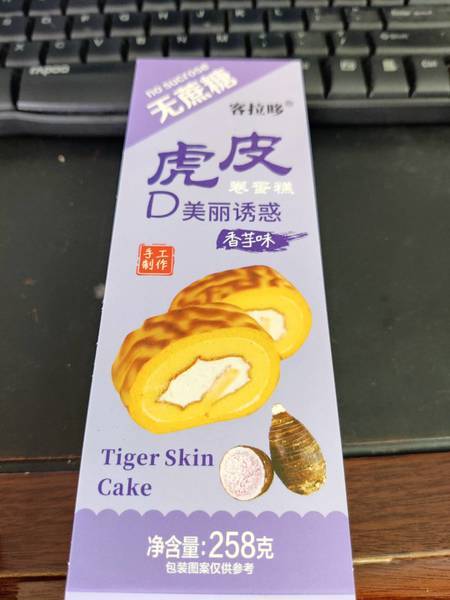 RAPOO
no sucrose
无蔗糖
客拉哆®
虎皮
卷蛋糕
D美丽诱惑
香芋味
手工
制作
Tiger Skin
Cake
净含量:258克
包装图案仅供参考